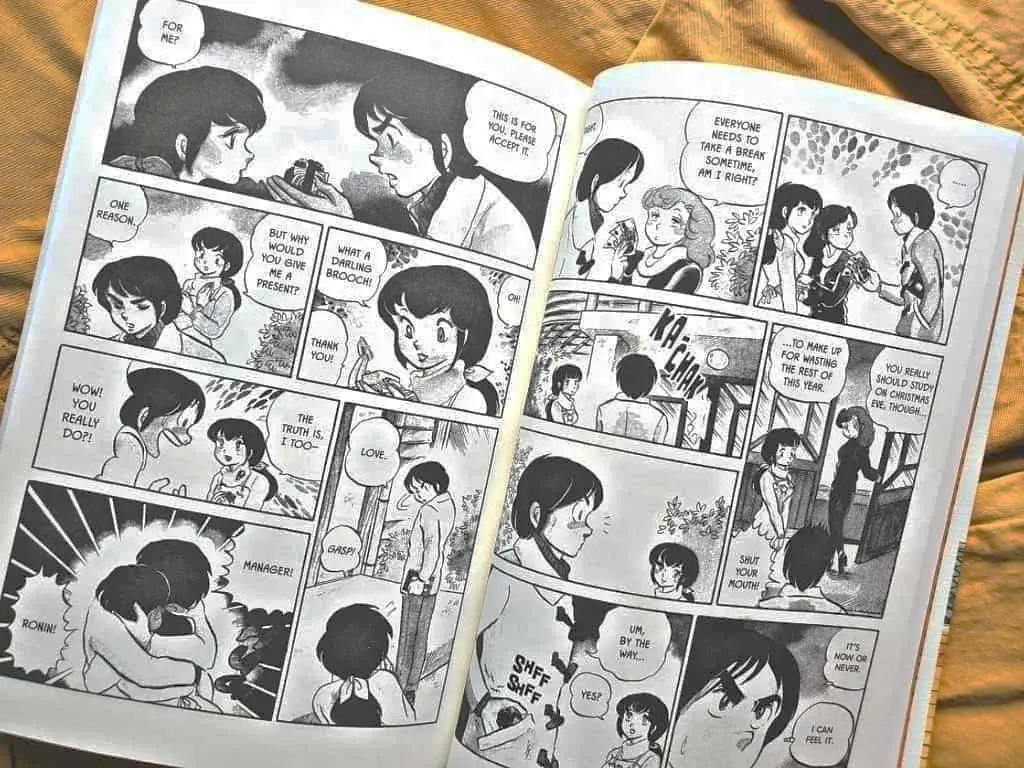 ......
EVERYONE
NEEDS TO
TAKE A BREAK
SOMETIME,
AM I RIGHT?
YOU REALLY
SHOULD STUDY
ON CHRISTMAS
EVE, THOUGH...
...TO MAKE UP
FOR WASTING
THE REST OF
THIS YEAR.
SHUT
YOUR
MOUTH!
KA-
CHAK
IT'S
NOW OR
NEVER.
I CAN
FEEL IT.
UM,
BY THE
WAY...
YES?
SHFF
SHFF
THIS IS FOR
YOU. PLEASE
ACCEPT IT.
FOR
ME?
OH!
WHAT A
DARLING
BROOCH!
THANK
YOU!
BUT WHY
WOULD
YOU GIVE
ME A
PRESENT?
ONE
REASON.
LOVE..
GASP!
THE
TRUTH IS,
I TOO–
WOW!
YOU
REALLY
DO?!
MANAGER!
RONIN!